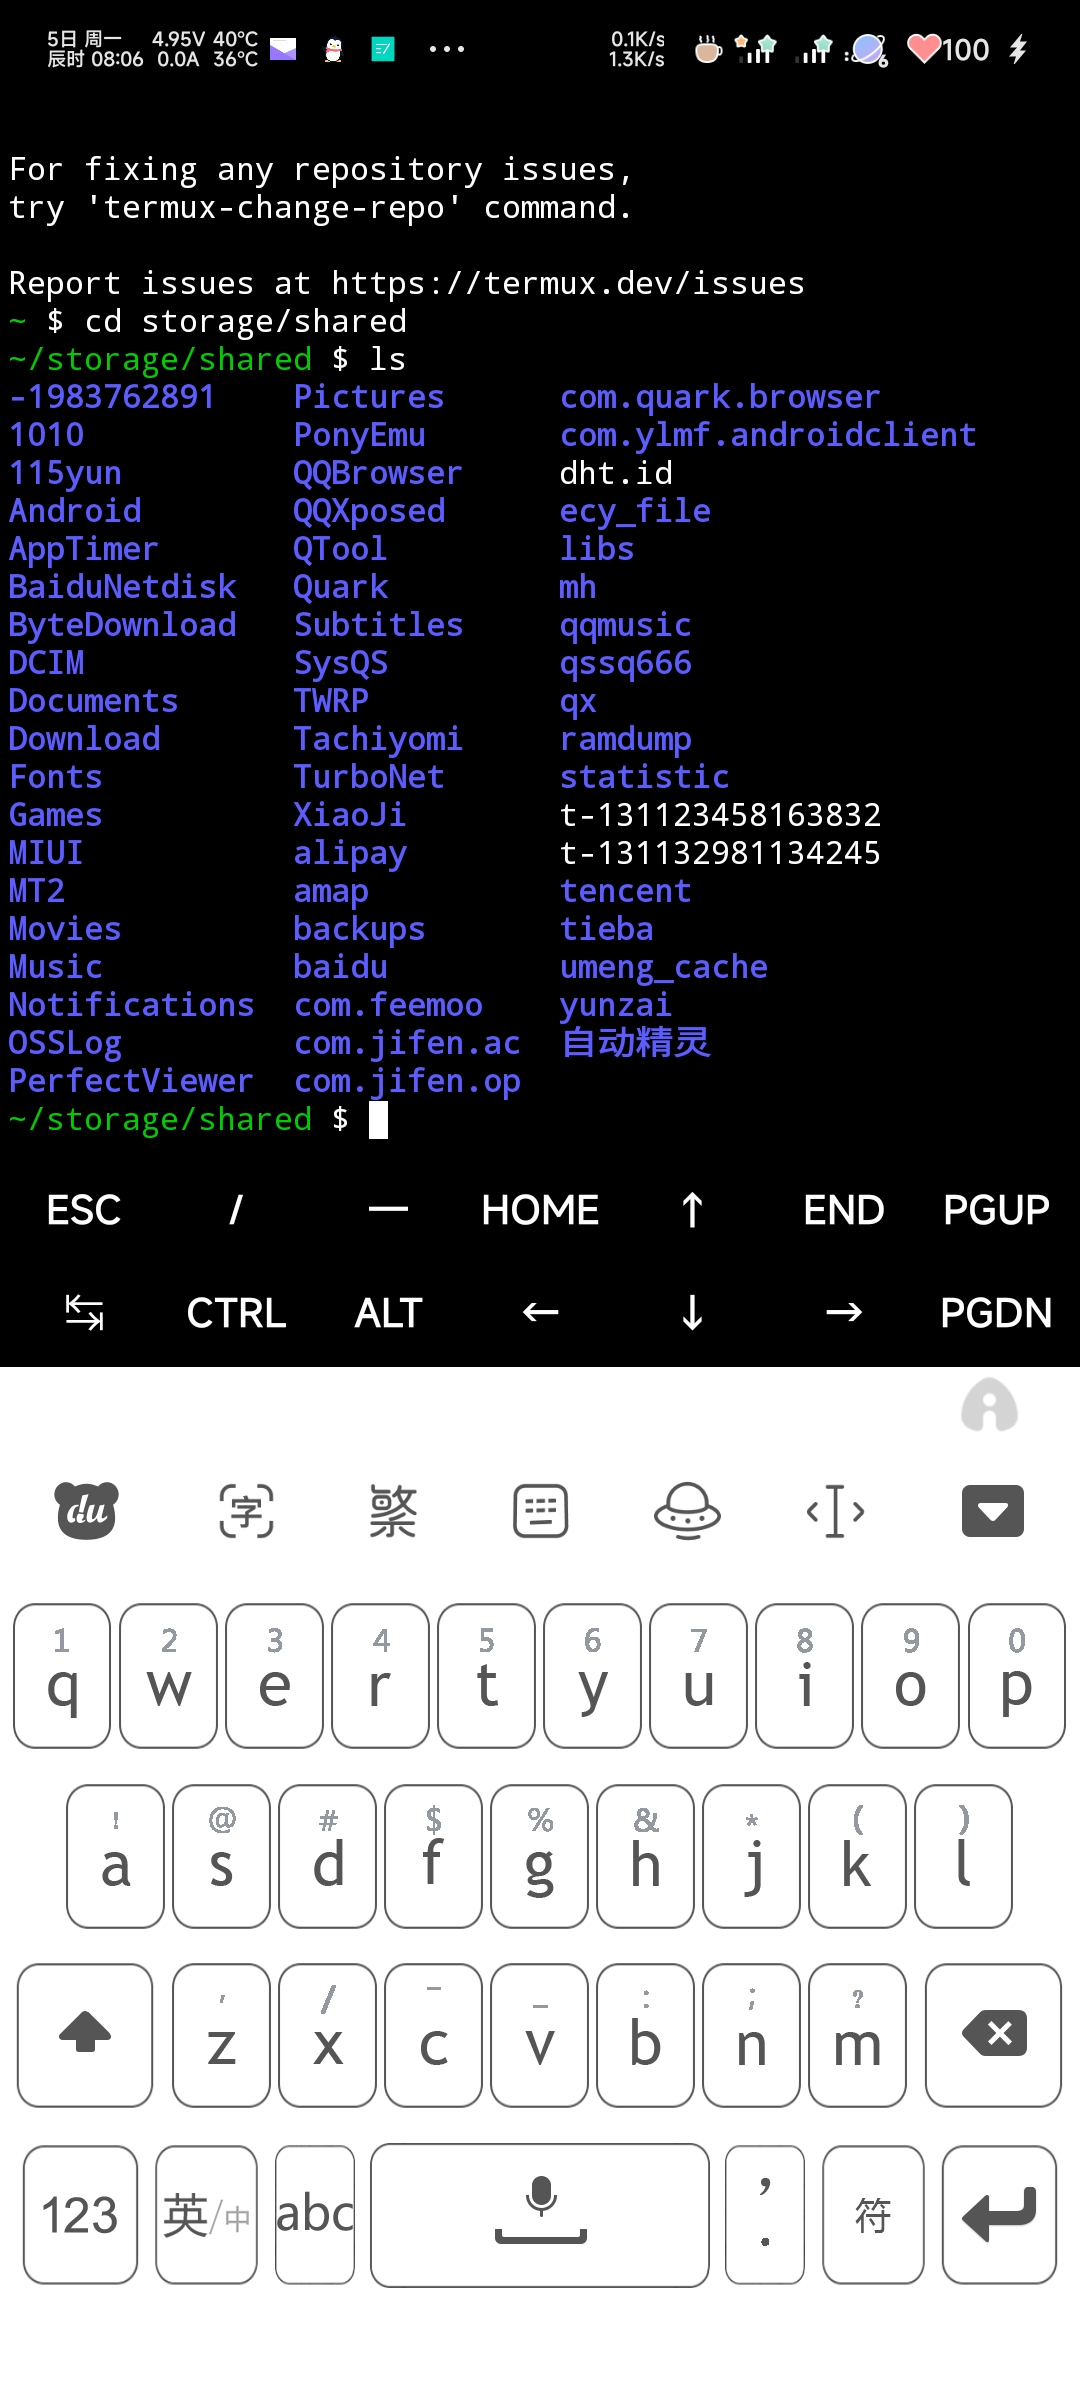 5日 周一 4.95V 40℃ 0.1K/s
辰时 08:06 0.0A 36℃ 1.3K/s 6 100
For fixing any repository issues,
try 'termux-change-repo' command.
Report issues at https://termux.dev/issues
~ $ cd storage/shared
~/storage/shared $ ls
-1983762891 Pictures com.quark.browser
1010 PonyEmu com.ylmf.androidclient
115yun QQBrowser dht.id
Android QQXposed ecy_file
AppTimer QTool libs
BaiduNetdisk Quark mh
ByteDownload Subtitles qqmusic
DCIM SysQS qssq666
Documents TWRP qx
Download Tachiyomi ramdump
Fonts TurboNet statistic
Games XiaoJi t-131123458163832
MIUI alipay t-131132981134245
MT2 amap tencent
Movies backups tieba
Music baidu umeng_cache
Notifications com.feemoo yunzai
OSSLog com.jifen.ac 自动精灵
PerfectViewer com.jifen.op
~/storage/shared $
ESC / — HOME ↑ END PGUP
↹ CTRL ALT ← ↓ → PGDN
du 字 繁
1 2 3 4 5 6 7 8 9 0
q w e r t y u i o p
! @ # $ % & * ( )
a s d f g h j k l
' / – _ : ; ?
z x c v b n m
123 英/中 abc , . 符